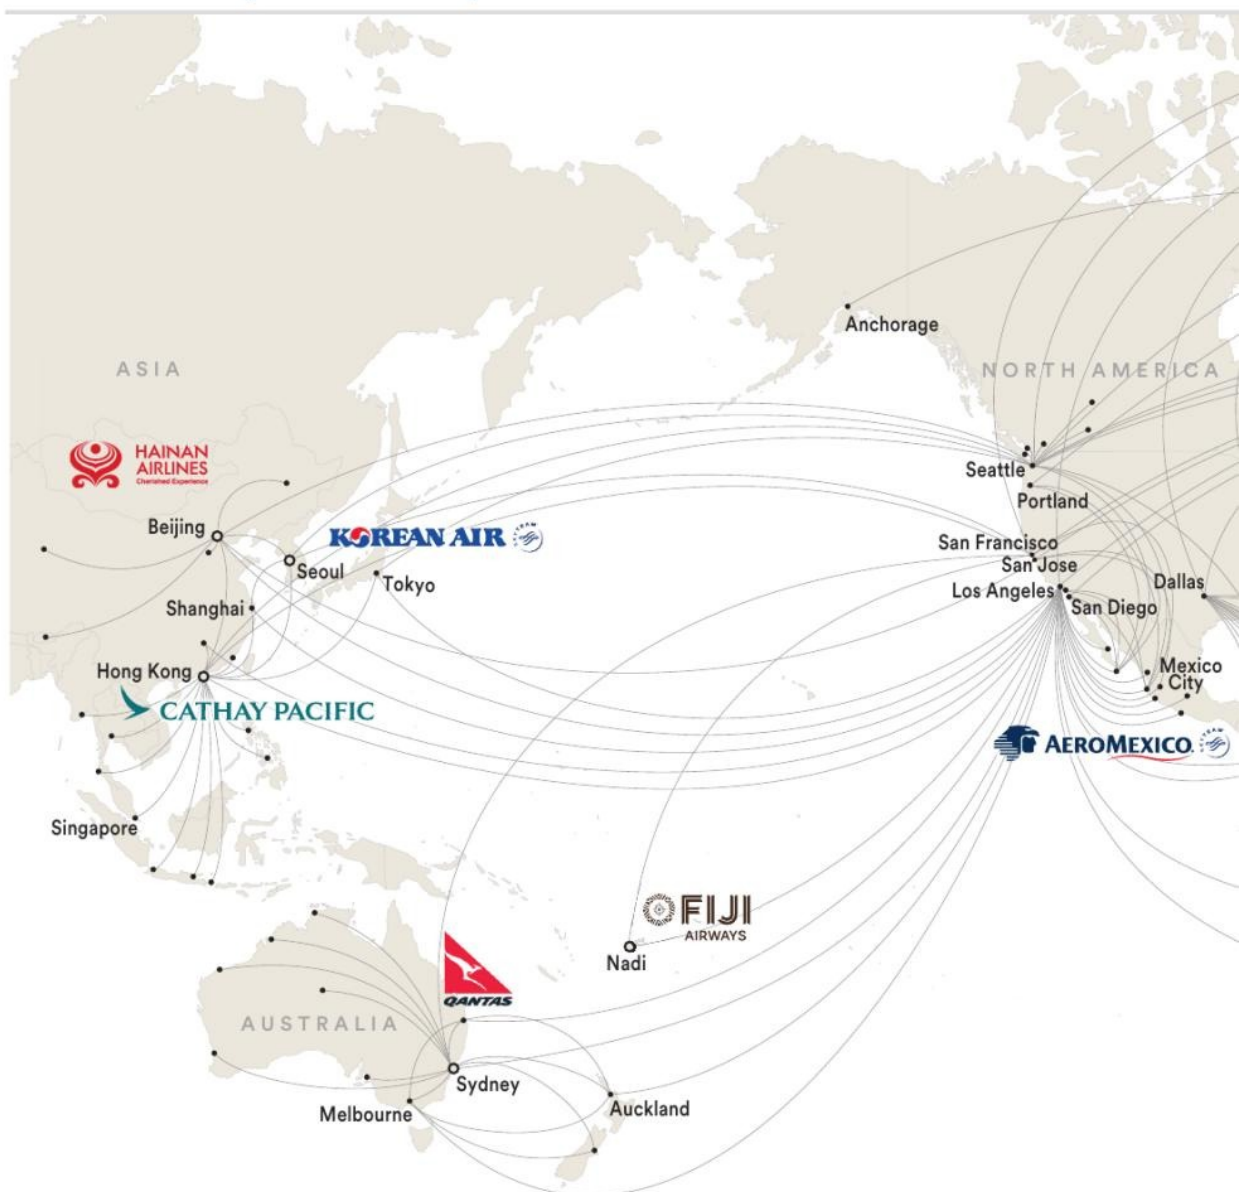 Anchorage
ASIA
NORTH AMERICA
HAINAN
AIRLINES
Cherished Experience
Seattle
Portland
Beijing
KOREAN AIR
Seoul
Tokyo
San Francisco
San Jose
Los Angeles
San Diego
Dallas
Shanghai
Hong Kong
Mexico
City
CATHAY PACIFIC
AEROMEXICO
Singapore
FIJI
AIRWAYS
Nadi
QANTAS
AUSTRALIA
Sydney
Melbourne
Auckland